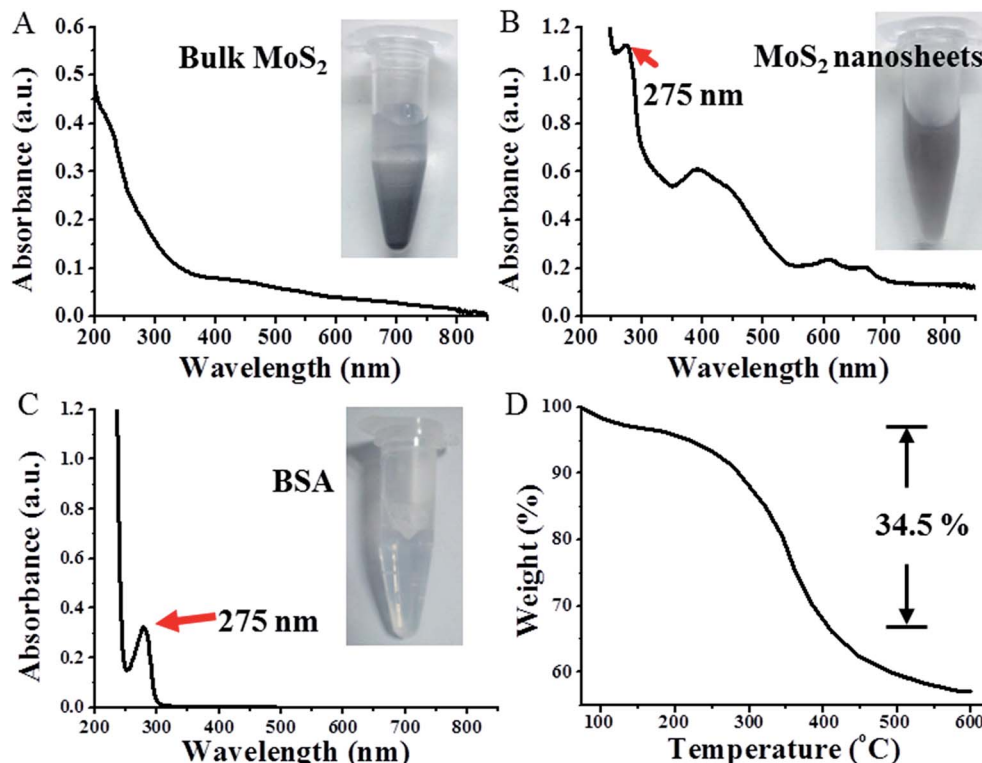 A
Bulk MoS₂
0.6
0.5
0.4
0.3
0.2
0.1
0.0
Absorbance (a.u.)
200 300 400 500 600 700 800
Wavelength (nm)
B
MoS₂ nanosheets
275 nm
1.2
1.0
0.8
0.6
0.4
0.2
0.0
Absorbance (a.u.)
200 300 400 500 600 700 800
Wavelength (nm)
C
BSA
275 nm
1.2
1.0
0.8
0.6
0.4
0.2
0.0
Absorbance (a.u.)
200 300 400 500 600 700 800
Wavelength (nm)
D
34.5 %
100
90
80
70
60
Weight (%)
100 200 300 400 500 600
Temperature (°C)